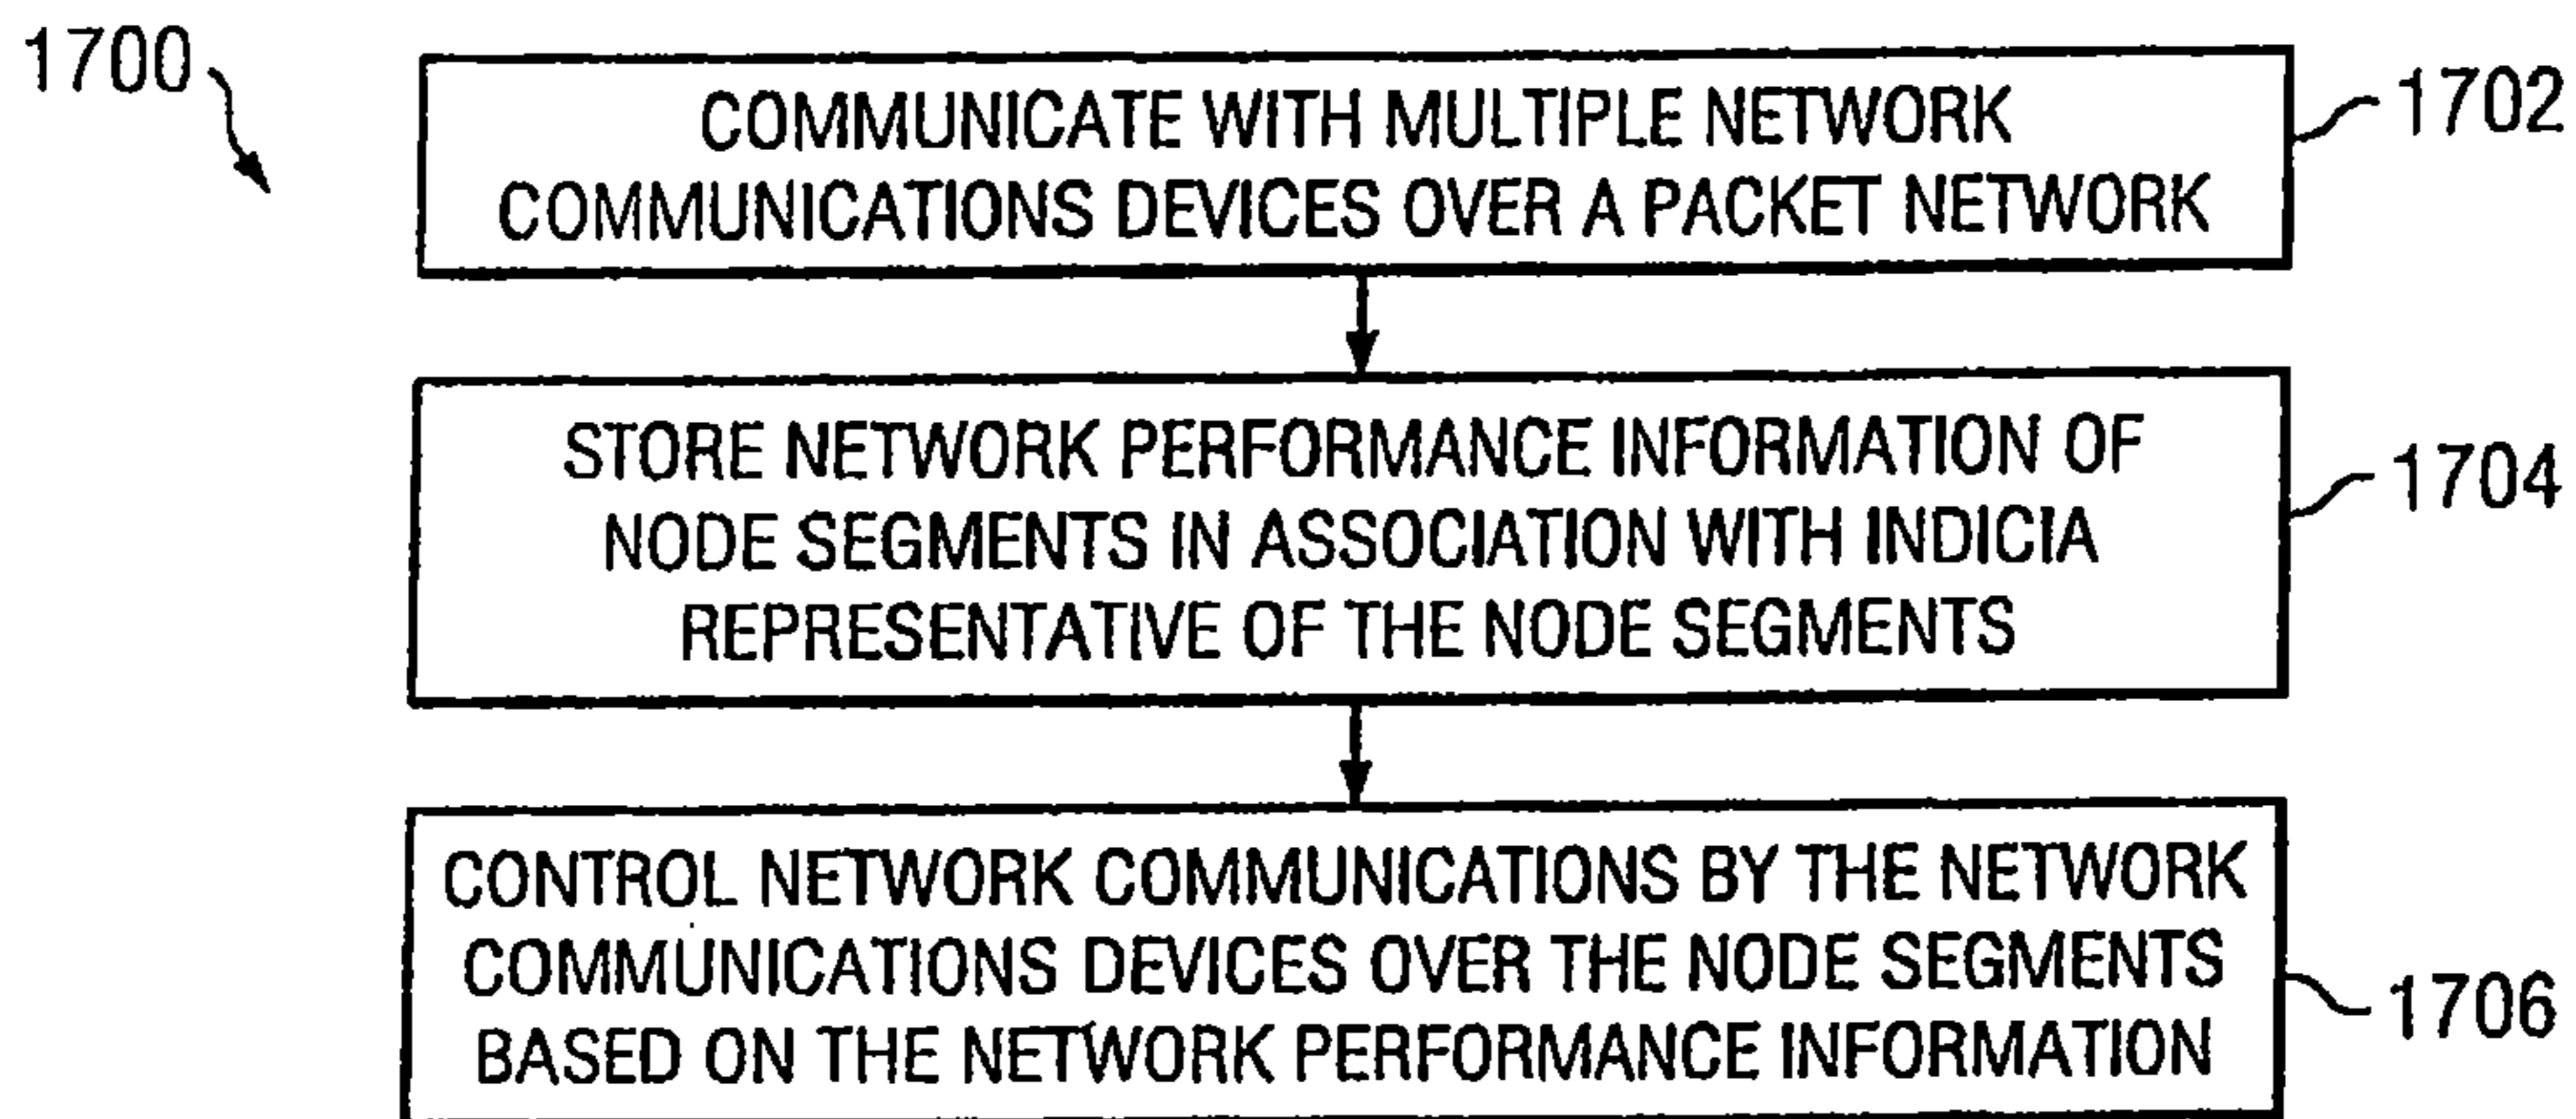 1700
COMMUNICATE WITH MULTIPLE NETWORK
COMMUNICATIONS DEVICES OVER A PACKET NETWORK
1702
STORE NETWORK PERFORMANCE INFORMATION OF
NODE SEGMENTS IN ASSOCIATION WITH INDICIA
REPRESENTATIVE OF THE NODE SEGMENTS
1704
CONTROL NETWORK COMMUNICATIONS BY THE NETWORK
COMMUNICATIONS DEVICES OVER THE NODE SEGMENTS
BASED ON THE NETWORK PERFORMANCE INFORMATION
1706